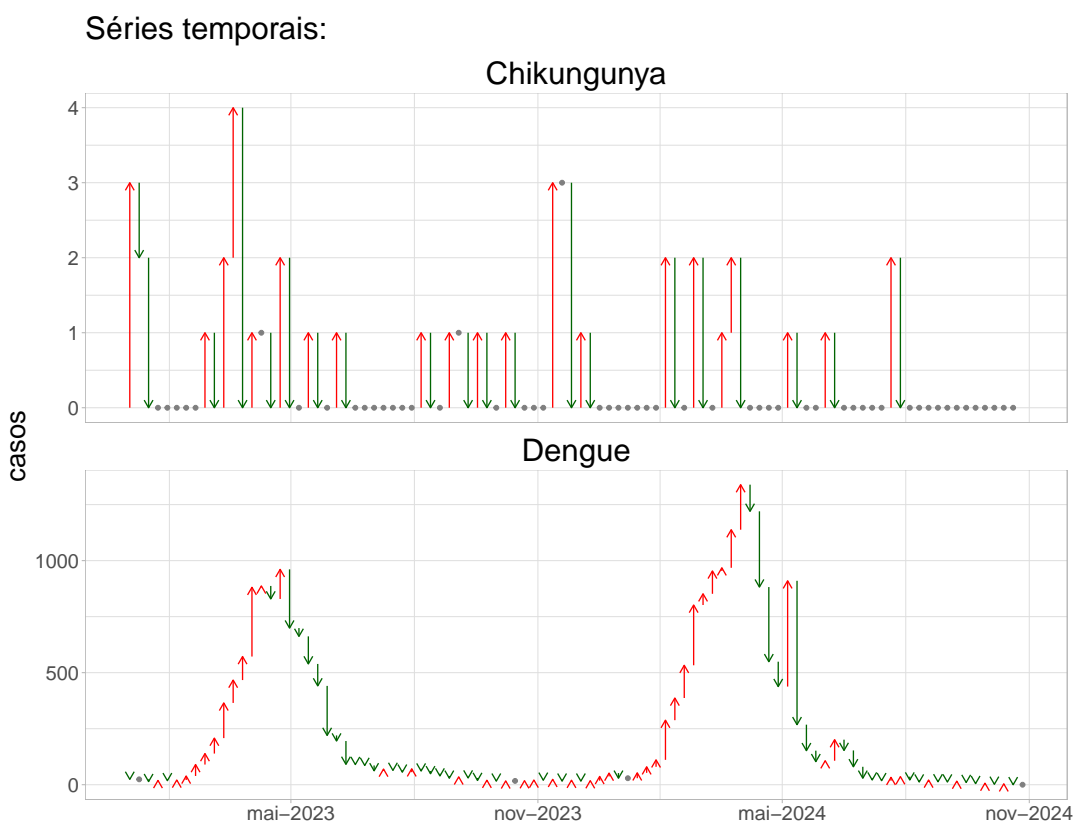 Séries temporais:
Chikungunya
4
3
2
1
0
casos
Dengue
1000
500
0
mai–2023
nov–2023
mai–2024
nov–2024